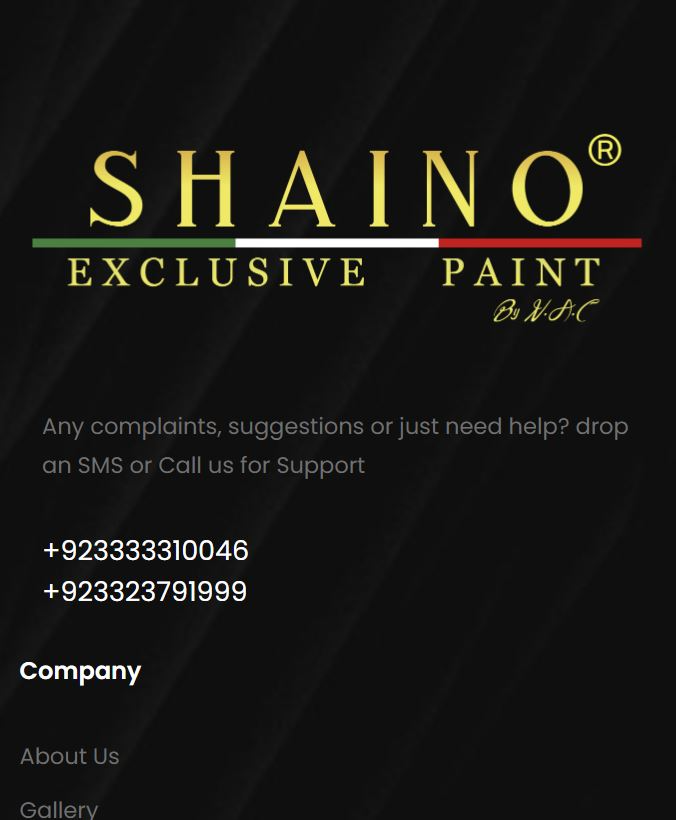 SHAINO®
EXCLUSIVE PAINT
By N.A.C
Any complaints, suggestions or just need help? drop
an SMS or Call us for Support
+923333310046
+923323791999
Company
About Us
Gallery